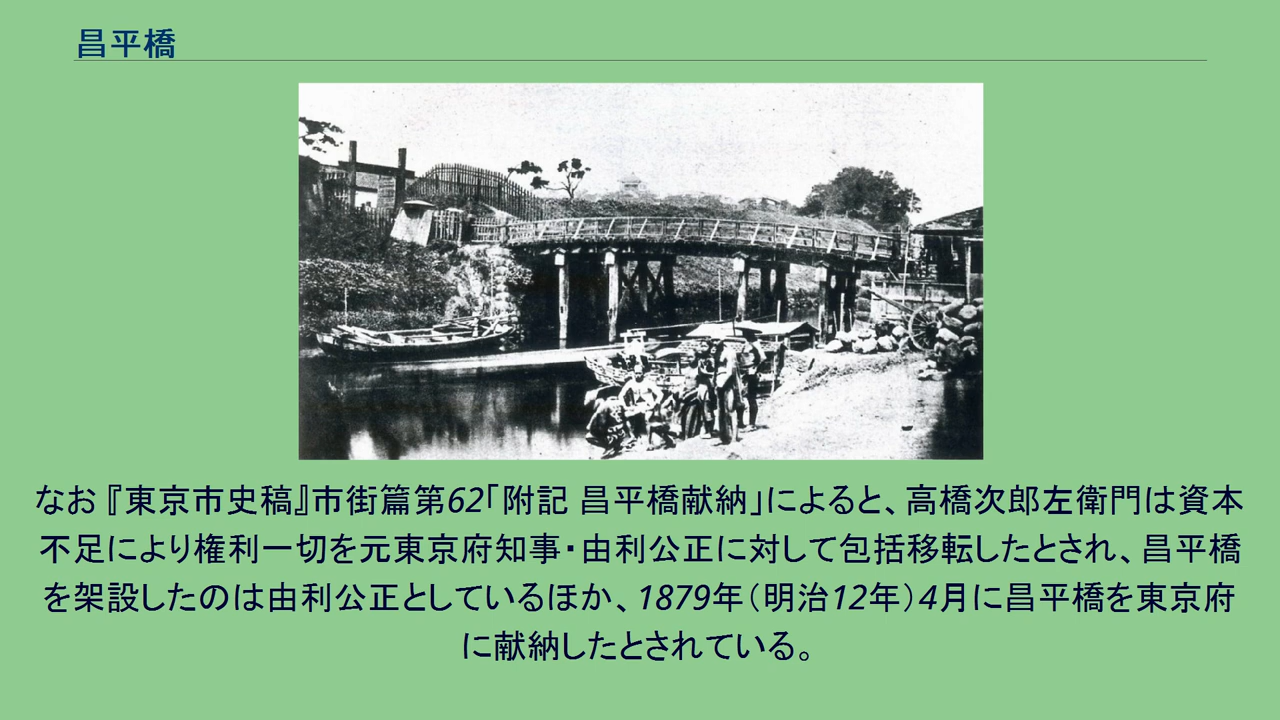 昌平橋
なお『東京市史稿』市街篇第62「附記 昌平橋献納」によると、高橋次郎左衛門は資本
不足により権利一切を元東京府知事・由利公正に対して包括移転したとされ、昌平橋
を架設したのは由利公正としているほか、1879年（明治12年）4月に昌平橋を東京府
に献納したとされている。